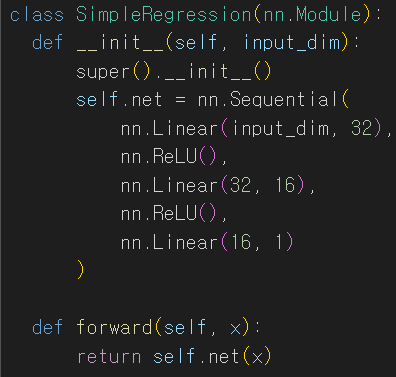 class SimpleRegression(nn.Module):
  def __init__(self, input_dim):
      super().__init__()
      self.net = nn.Sequential(
          nn.Linear(input_dim, 32),
          nn.ReLU(),
          nn.Linear(32, 16),
          nn.ReLU(),
          nn.Linear(16, 1)
      )

  def forward(self, x):
      return self.net(x)